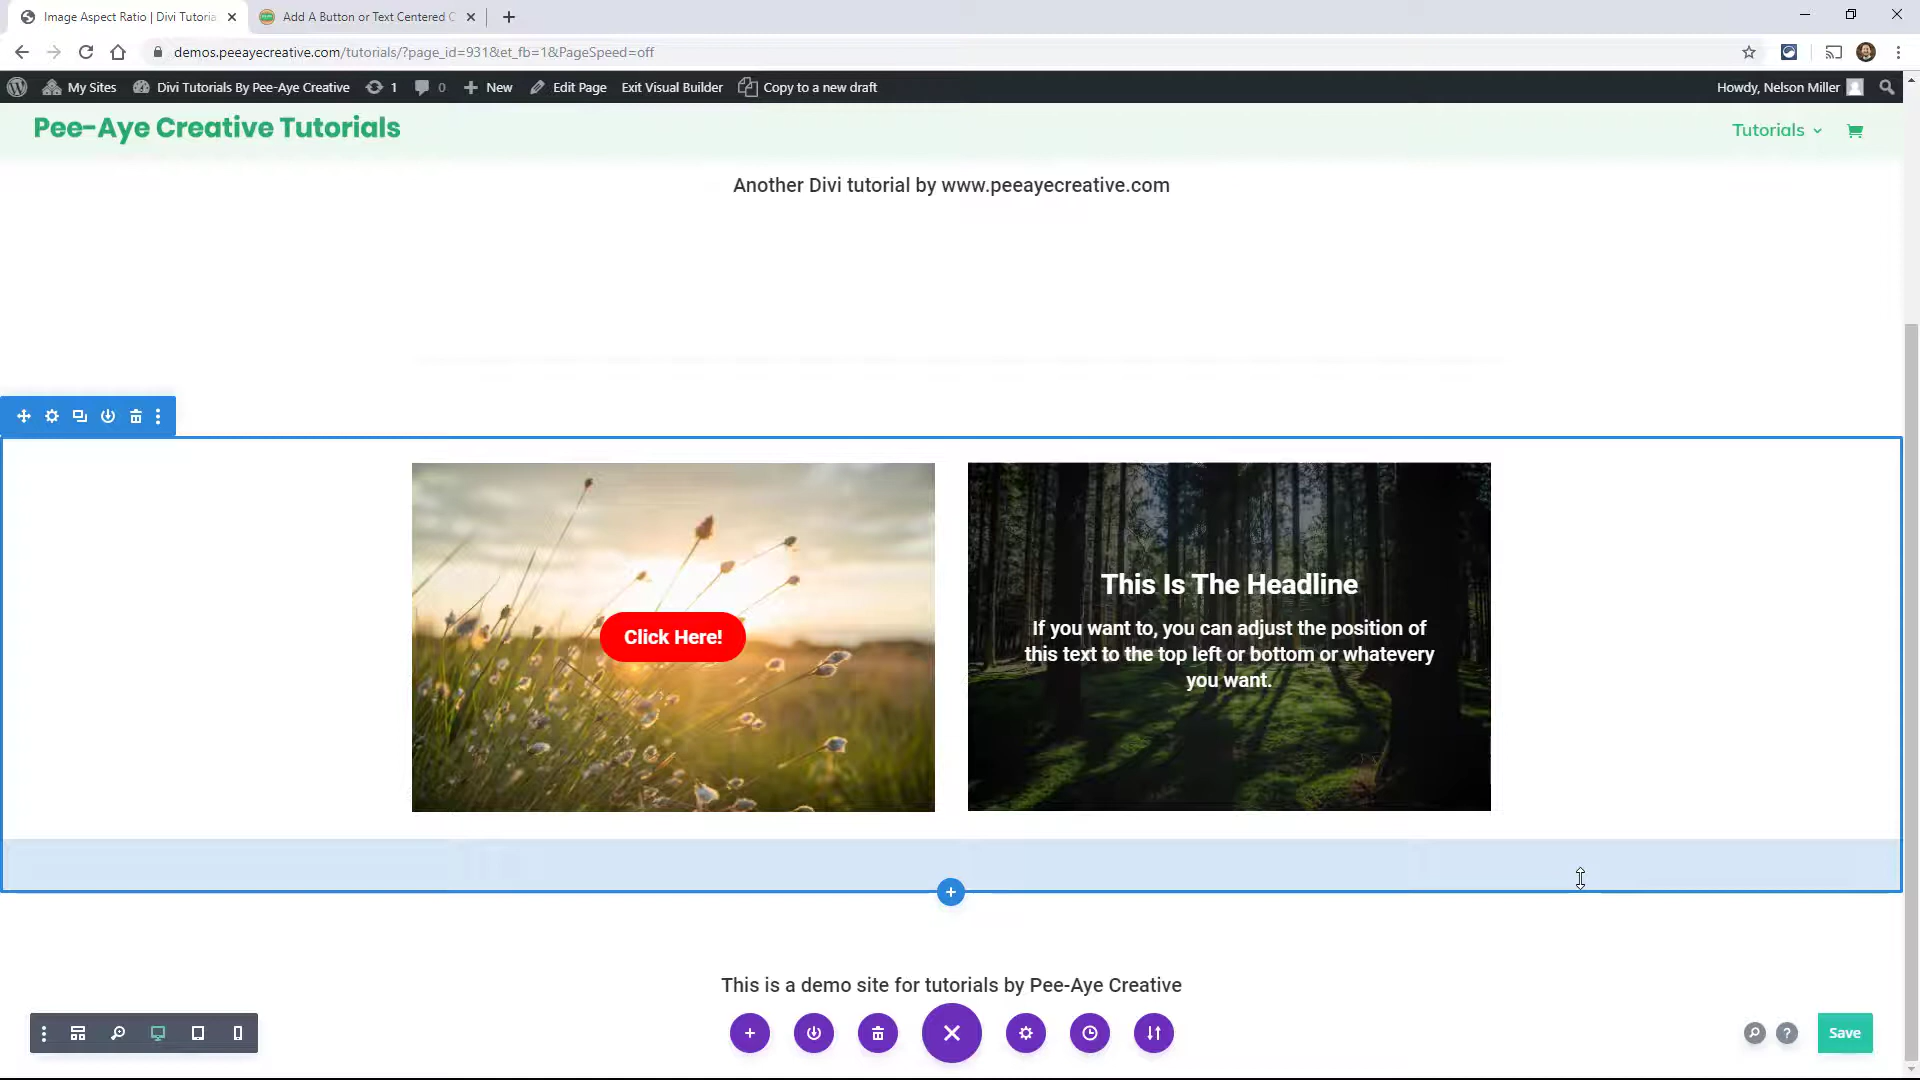 Image Aspect Ratio | Divi Tutoria
Add A Button or Text Centered C
demos.peeayecreative.com/tutorials/?page_id=931&et_fb=1&PageSpeed=off
My Sites
Divi Tutorials By Pee-Aye Creative
1
0
New
Edit Page
Exit Visual Builder
Copy to a new draft
Howdy, Nelson Miller
Pee-Aye Creative Tutorials
Tutorials
Another Divi tutorial by www.peeayecreative.com
Click Here!
This Is The Headline
If you want to, you can adjust the position of
this text to the top left or bottom or whatevery
you want.
This is a demo site for tutorials by Pee-Aye Creative
Save